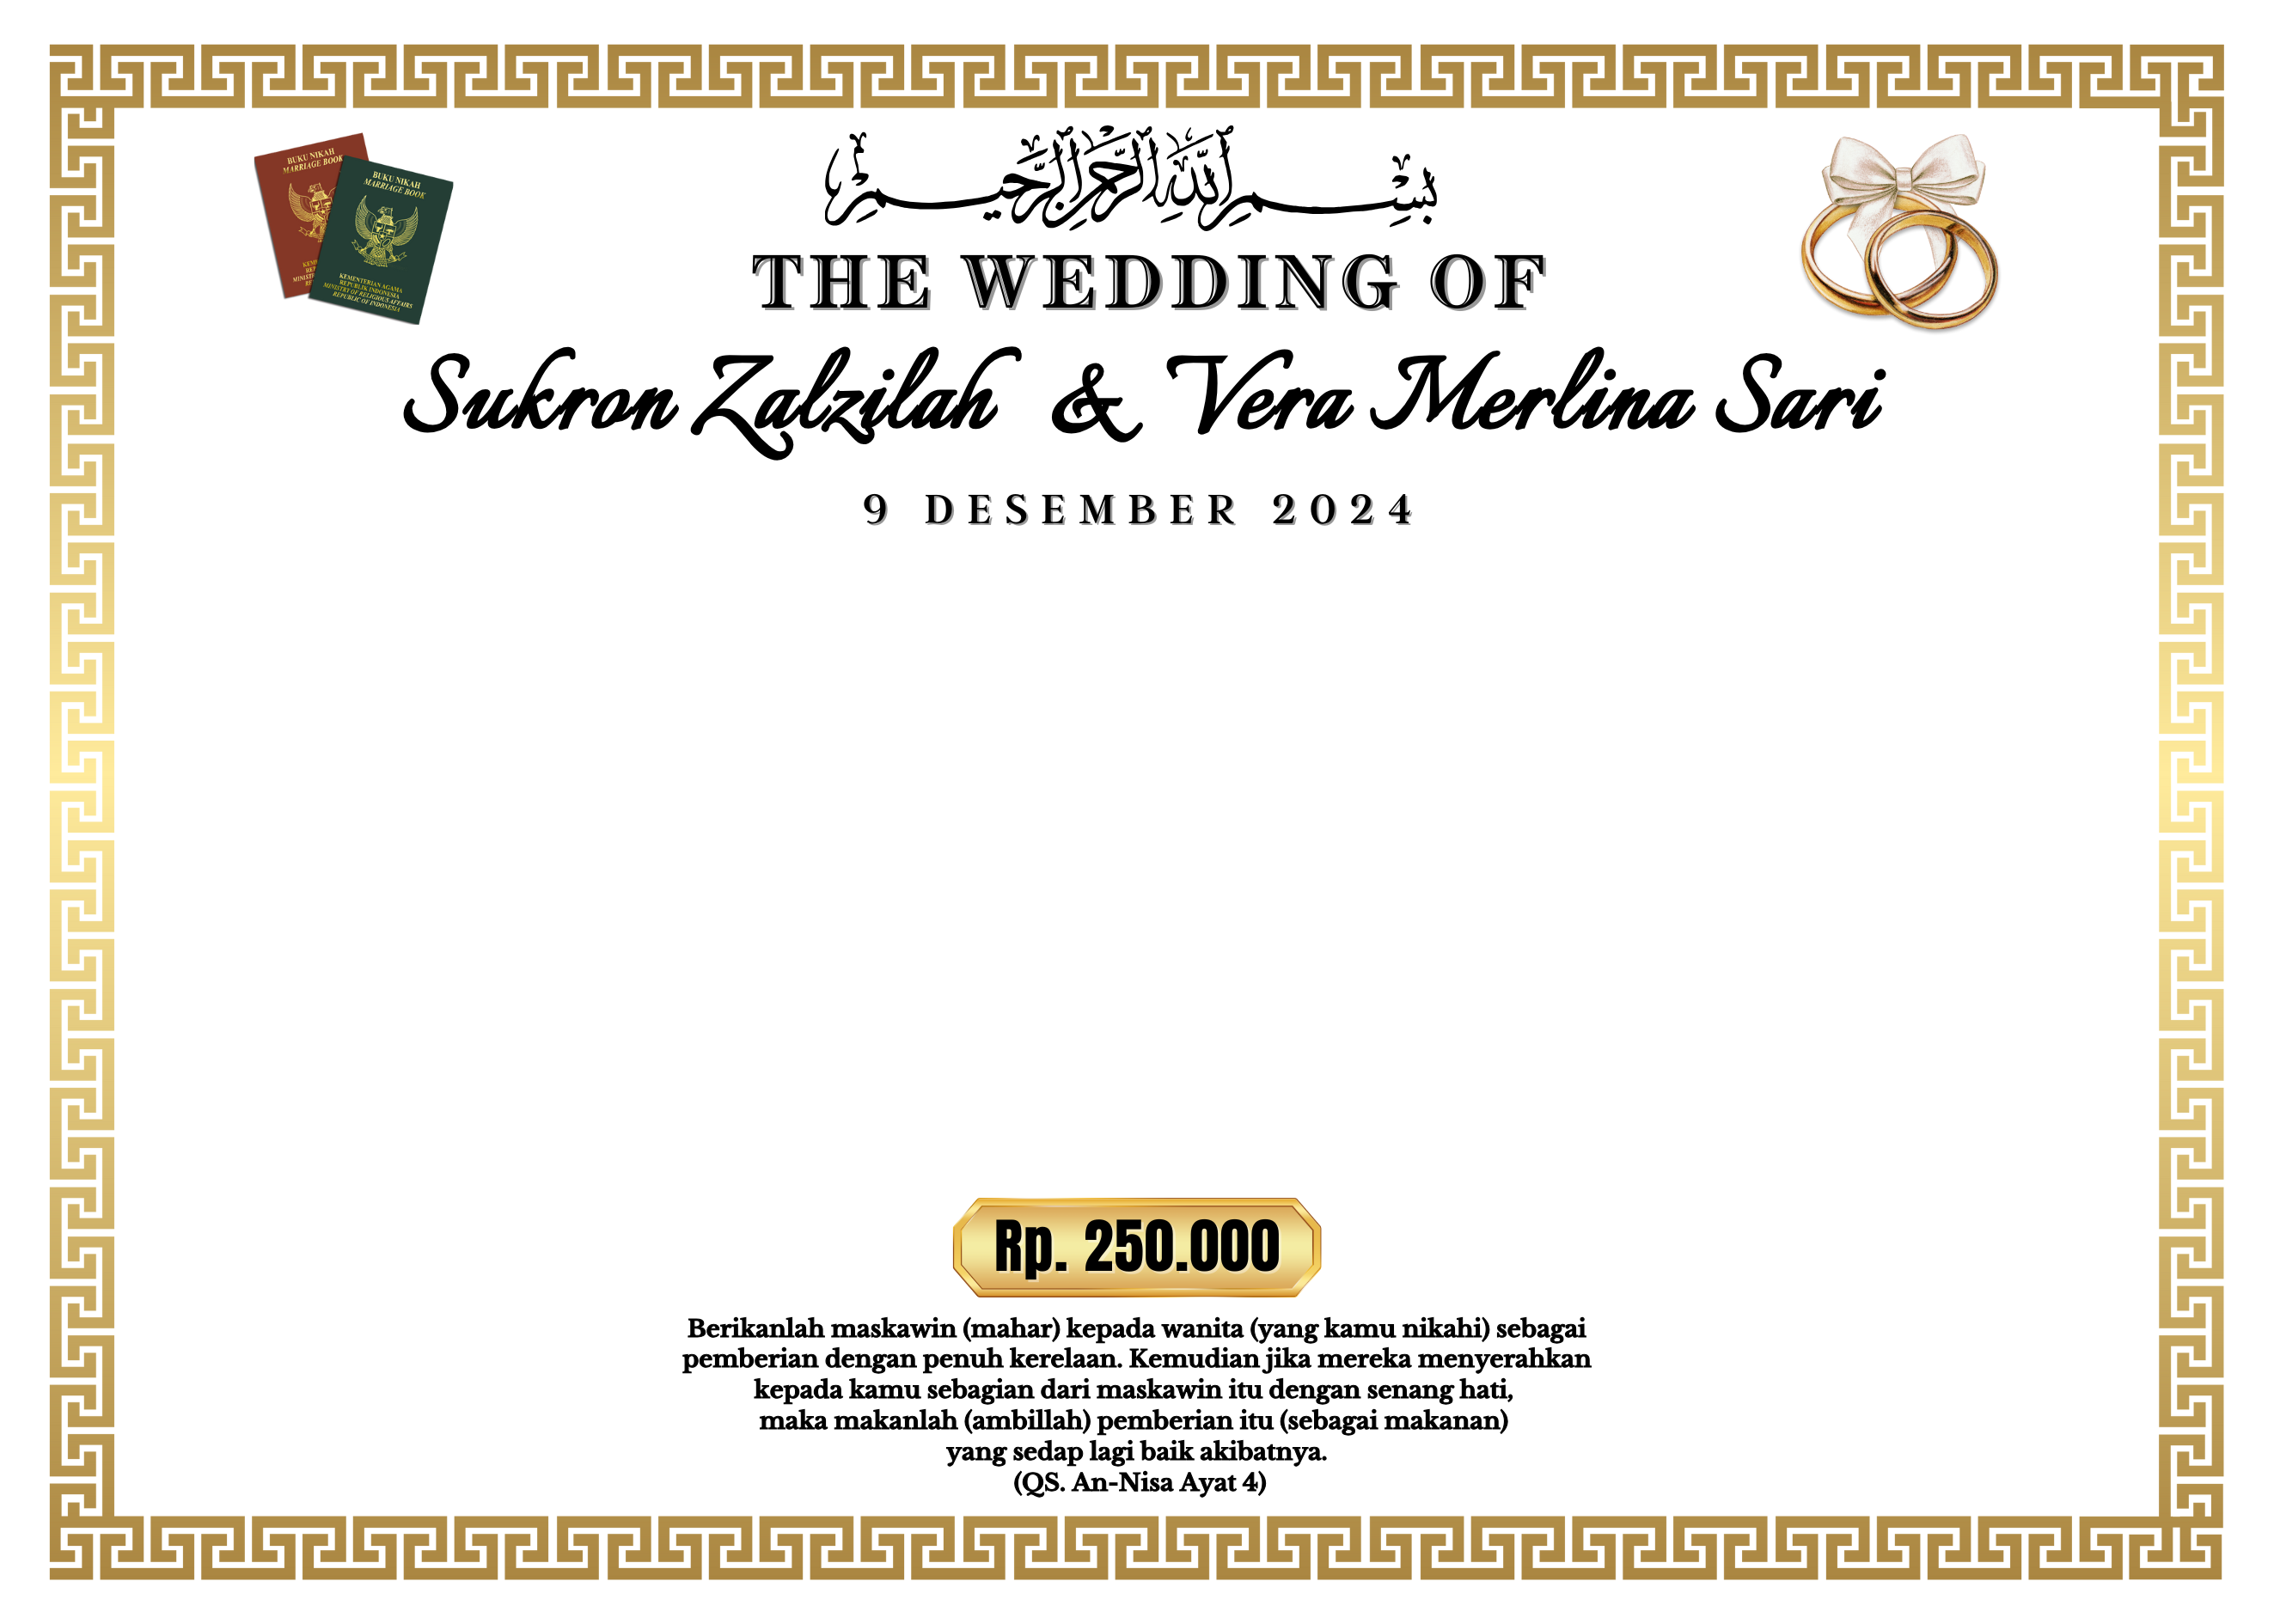 BUKU NIKAH
MARRIAGE BOOK
BUKU NIKAH
MARRIAGE BOOK
KEMENTERIAN AGAMA
REPUBLIK INDONESIA
MINISTRY OF RELIGIOUS AFFAIRS
REPUBLIC OF INDONESIA
بِسْمِ اللَّهِ الرَّحْمَٰنِ الرَّحِيمِ
THE WEDDING OF
Sukron Zalzilah & Vera Merlina Sari
9 DESEMBER 2024
Rp. 250.000
Berikanlah maskawin (mahar) kepada wanita (yang kamu nikahi) sebagai
pemberian dengan penuh kerelaan. Kemudian jika mereka menyerahkan
kepada kamu sebagian dari maskawin itu dengan senang hati,
maka makanlah (ambillah) pemberian itu (sebagai makanan)
yang sedap lagi baik akibatnya.
(QS. An-Nisa Ayat 4)